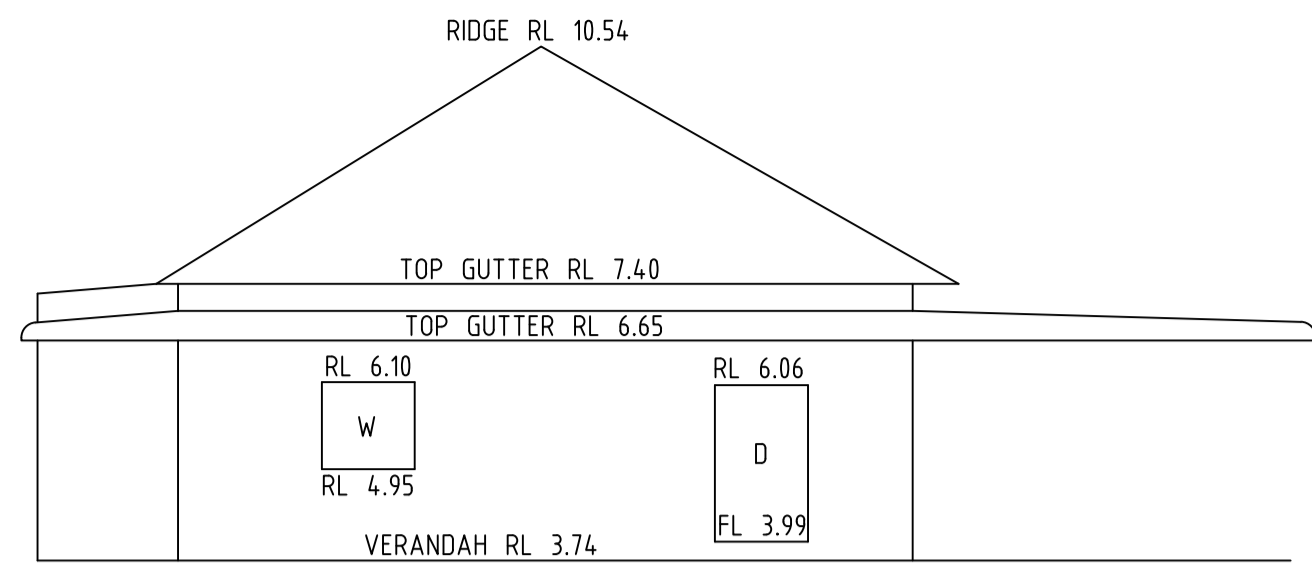 RIDGE RL 10.54
TOP GUTTER RL 7.40
TOP GUTTER RL 6.65
RL 6.10
W
RL 4.95
RL 6.06
D
FL 3.99
VERANDAH RL 3.74